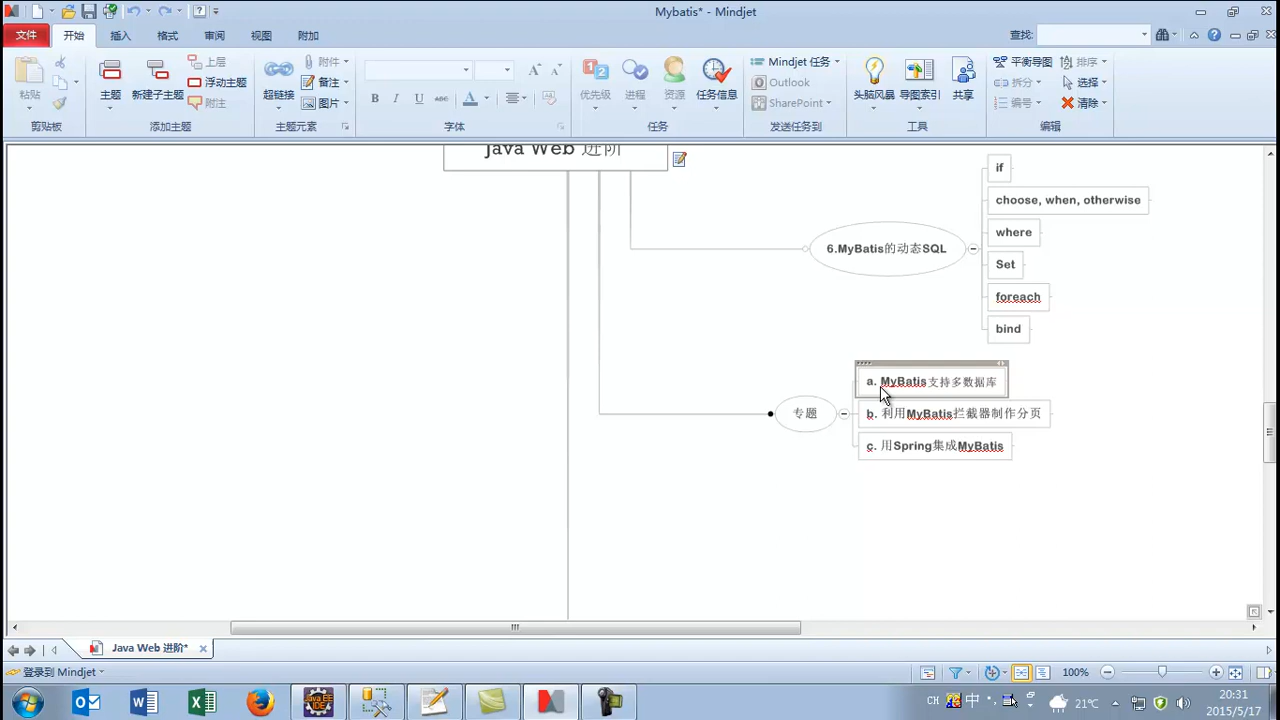 Mybatis* - Mindjet
文件
开始
插入
格式
审阅
视图
附加
查找:
粘贴
剪贴板
主题
新建子主题
上层
浮动主题
附注
添加主题
超链接
附件
备注
图片
主题元素
B I U abc A
字体
优先级
进程
资源
任务信息
任务
Mindjet 任务
Outlook
SharePoint
发送任务到
头脑风暴
导图索引
共享
工具
平衡导图
拆分
编号
排序
选择
清除
编辑
Java Web 进阶
6.MyBatis的动态SQL
if
choose, when, otherwise
where
Set
foreach
bind
专题
a. MyBatis支持多数据库
b. 利用MyBatis拦截器制作分页
c. 用Spring集成MyBatis
Java Web 进阶*
登录到 Mindjet
100%
Java EE
IDE
CH
中
21℃
20:31
2015/5/17